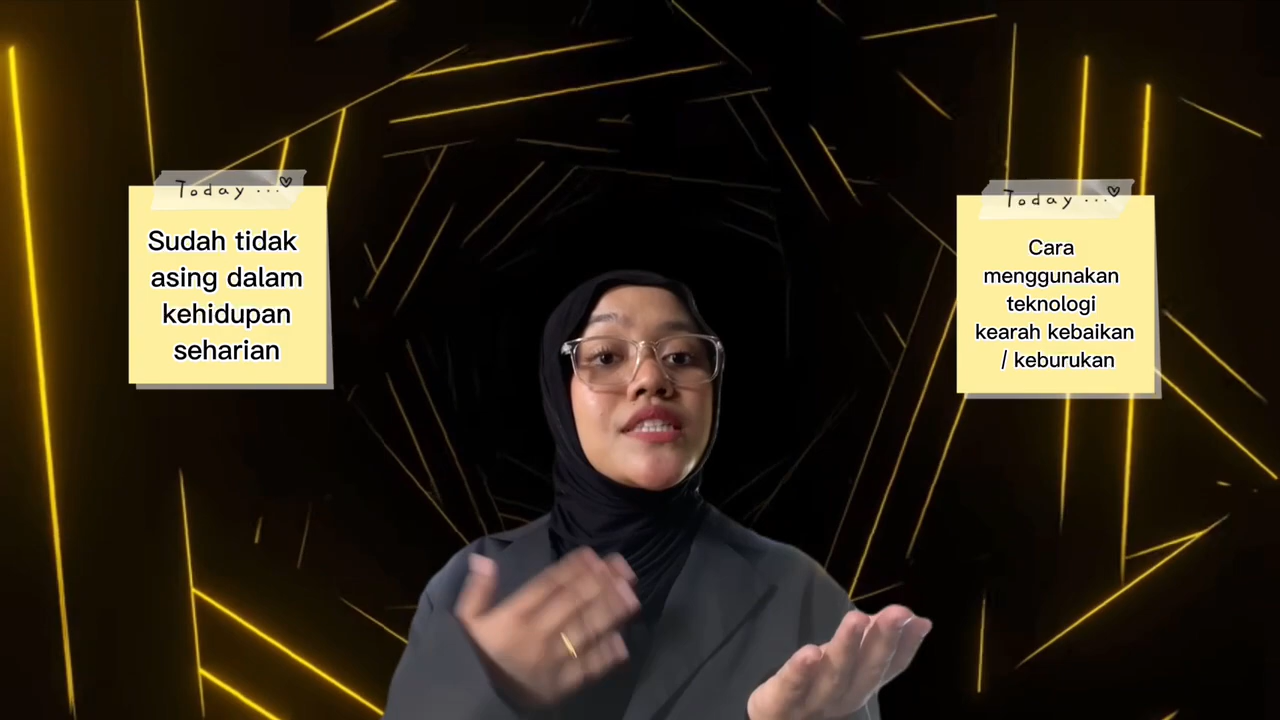 Today ...
Sudah tidak
asing dalam
kehidupan
seharian
Today ...
Cara
menggunakan
teknologi
kearah kebaikan
/ keburukan